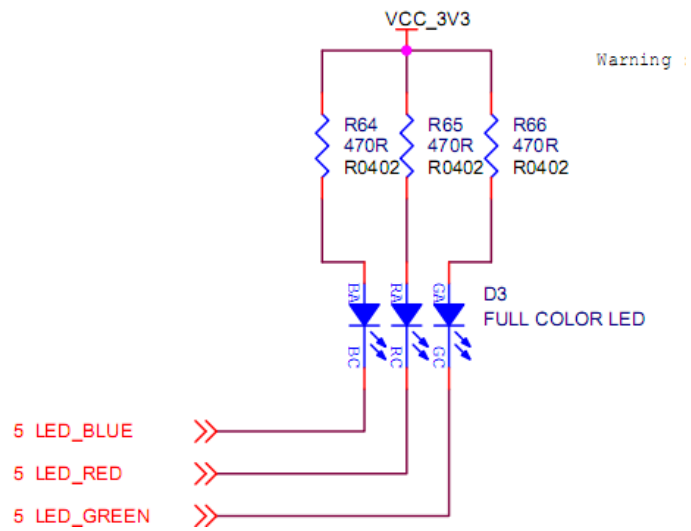 VCC_3V3
Warning :
R64
470R
R0402
R65
470R
R0402
R66
470R
R0402
BA
RA
GA
D3
FULL COLOR LED
BC
RC
GC
5 LED_BLUE
5 LED_RED
5 LED_GREEN